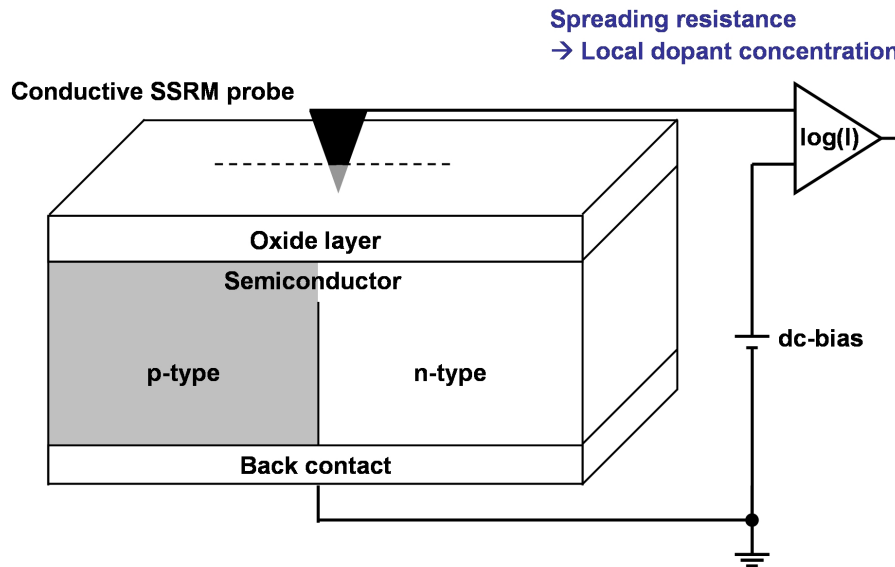 Spreading resistance
→ Local dopant concentration
Conductive SSRM probe
log(I)
Oxide layer
Semiconductor
dc-bias
p-type
n-type
Back contact